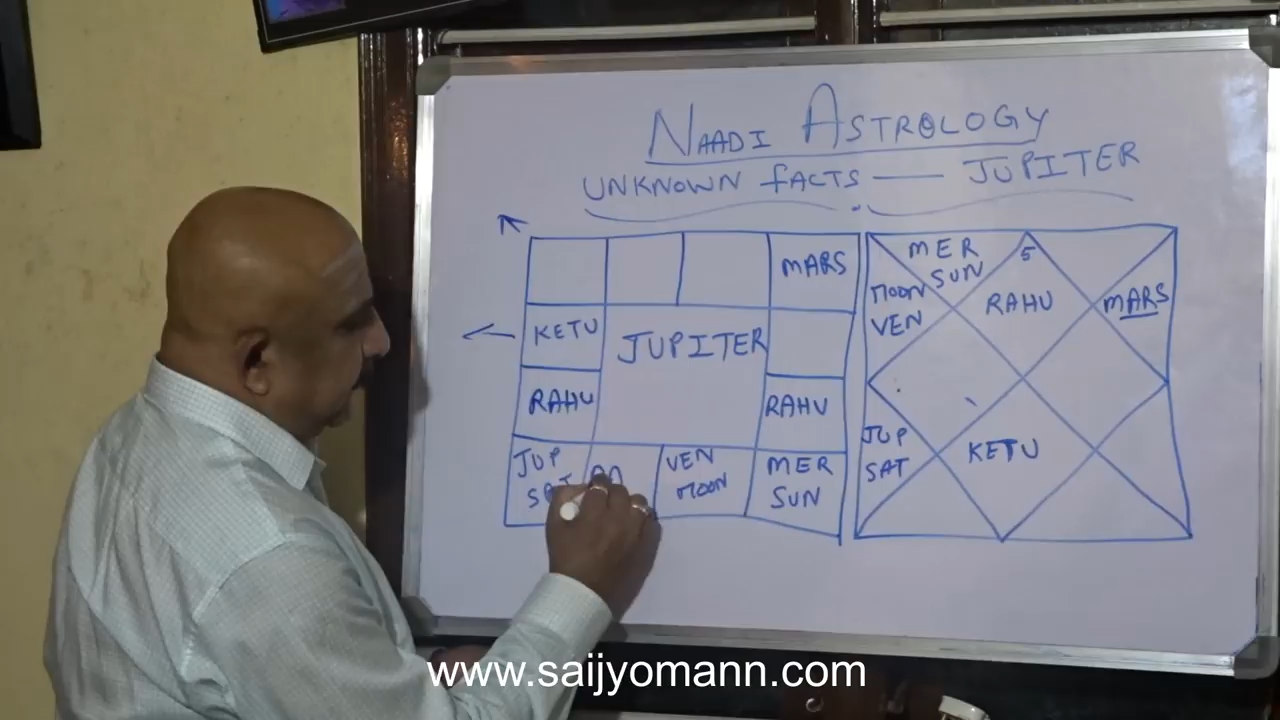 NAADI ASTROLOGY
UNKNOWN FACTS — JUPITER
MARS
KETU
JUPITER
RAHU
RAHU
JUP
SAT
VEN
MOON
MER
SUN
MER
SUN
5
MOON
VEN
RAHU
MARS
JUP
SAT
KETU
www.saijyomann.com